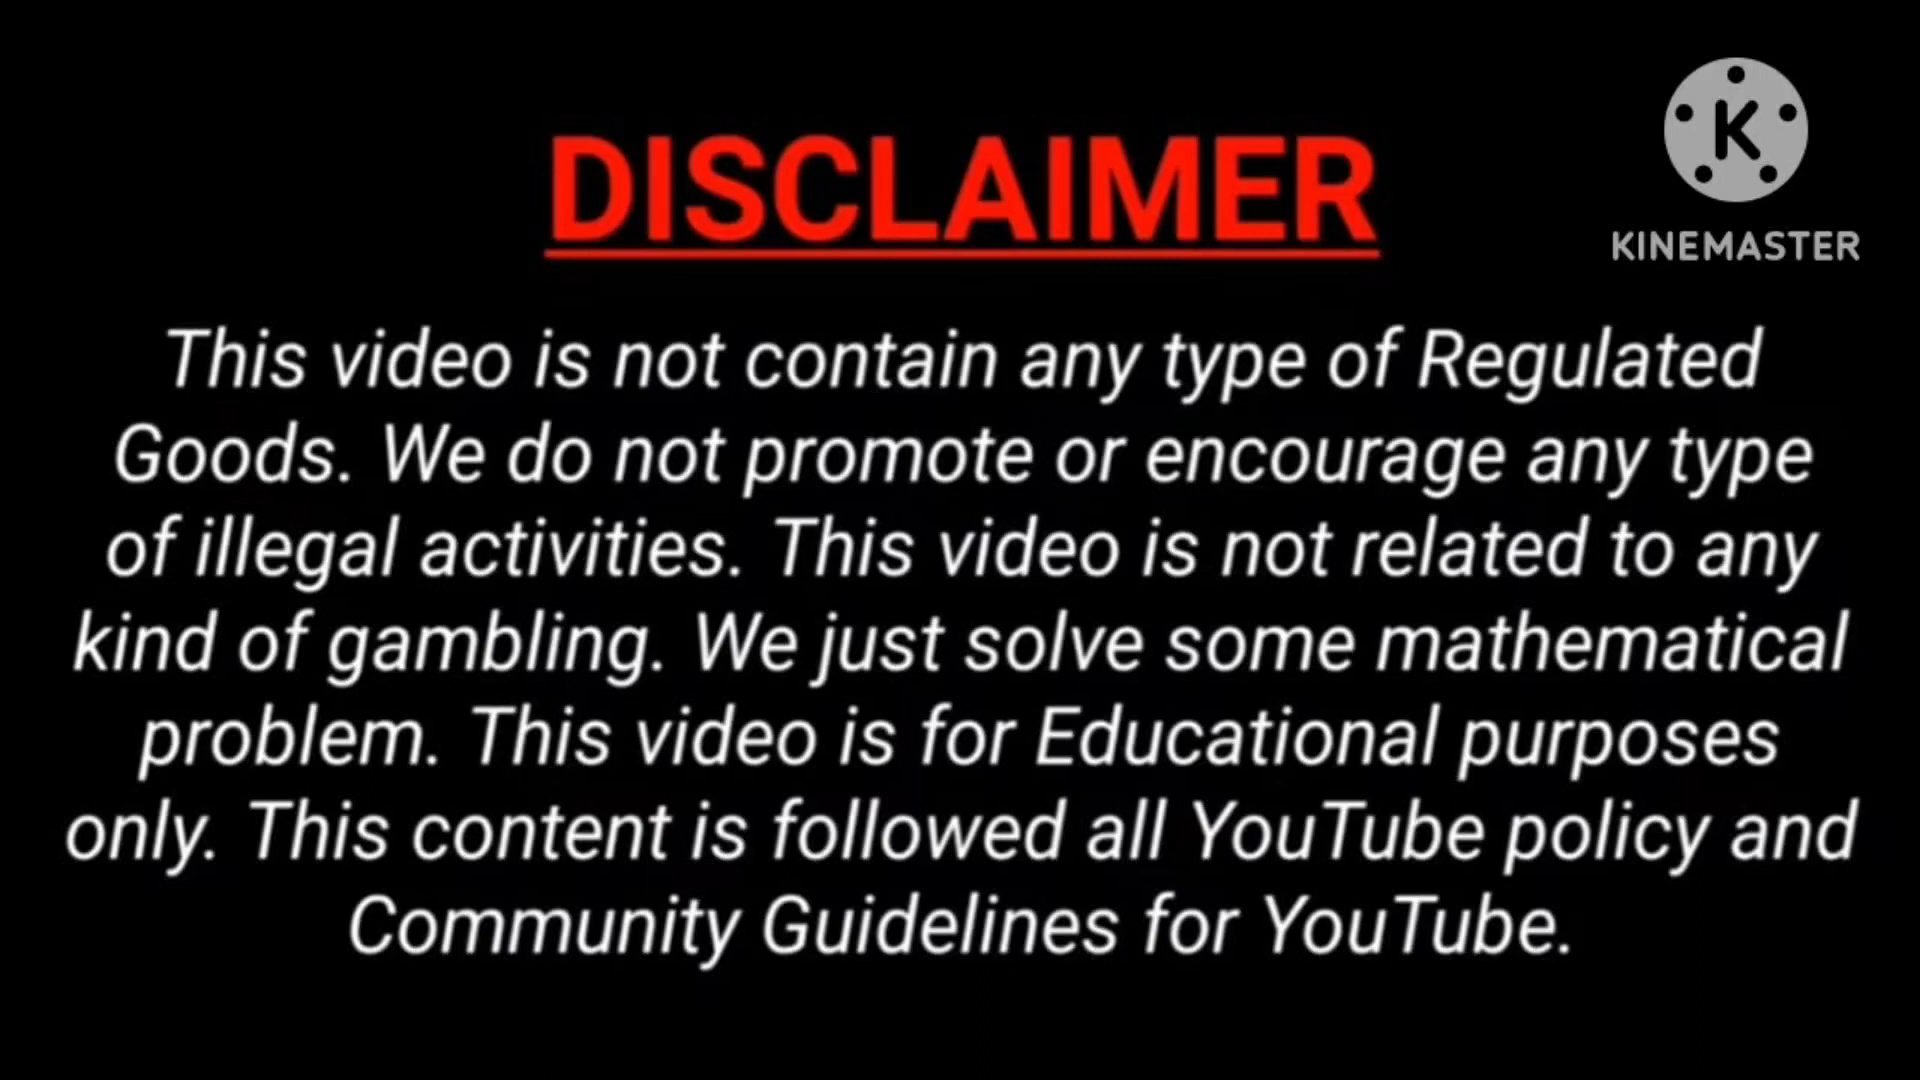 DISCLAIMER
K
KINEMASTER
This video is not contain any type of Regulated
Goods. We do not promote or encourage any type
of illegal activities. This video is not related to any
kind of gambling. We just solve some mathematical
problem. This video is for Educational purposes
only. This content is followed all YouTube policy and
Community Guidelines for YouTube.